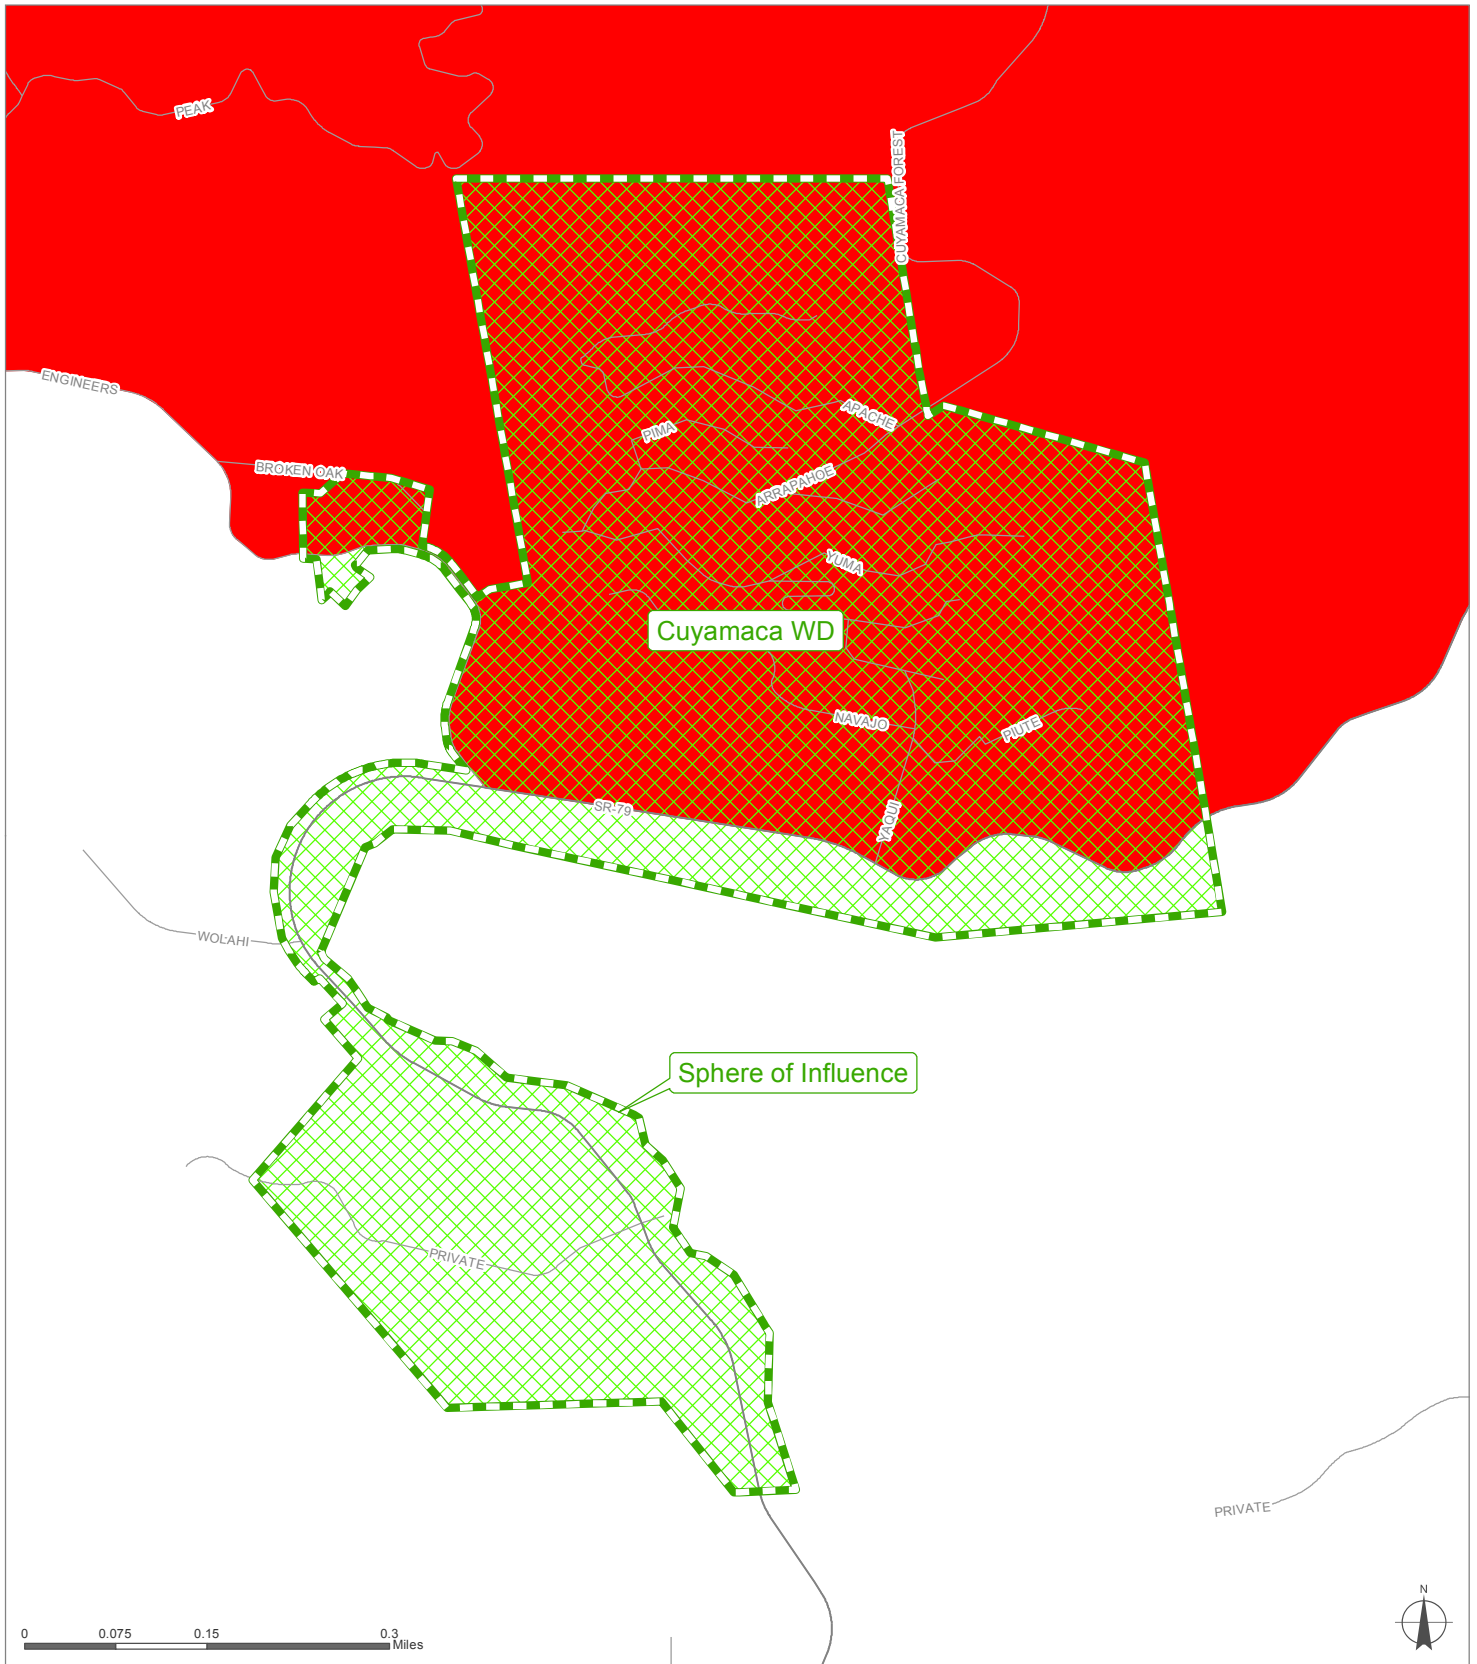 PEAK
CUYAMACA FOREST
ENGINEERS
APACHE
PIMA
BROKEN OAK
ARRAPAHOE
YUMA
Cuyamaca WD
NAVAJO
PIUTE
SR-79
YAQUI
WOLAHI
Sphere of Influence
PRIVATE
PRIVATE
N
0 0.075 0.15 0.3
Miles